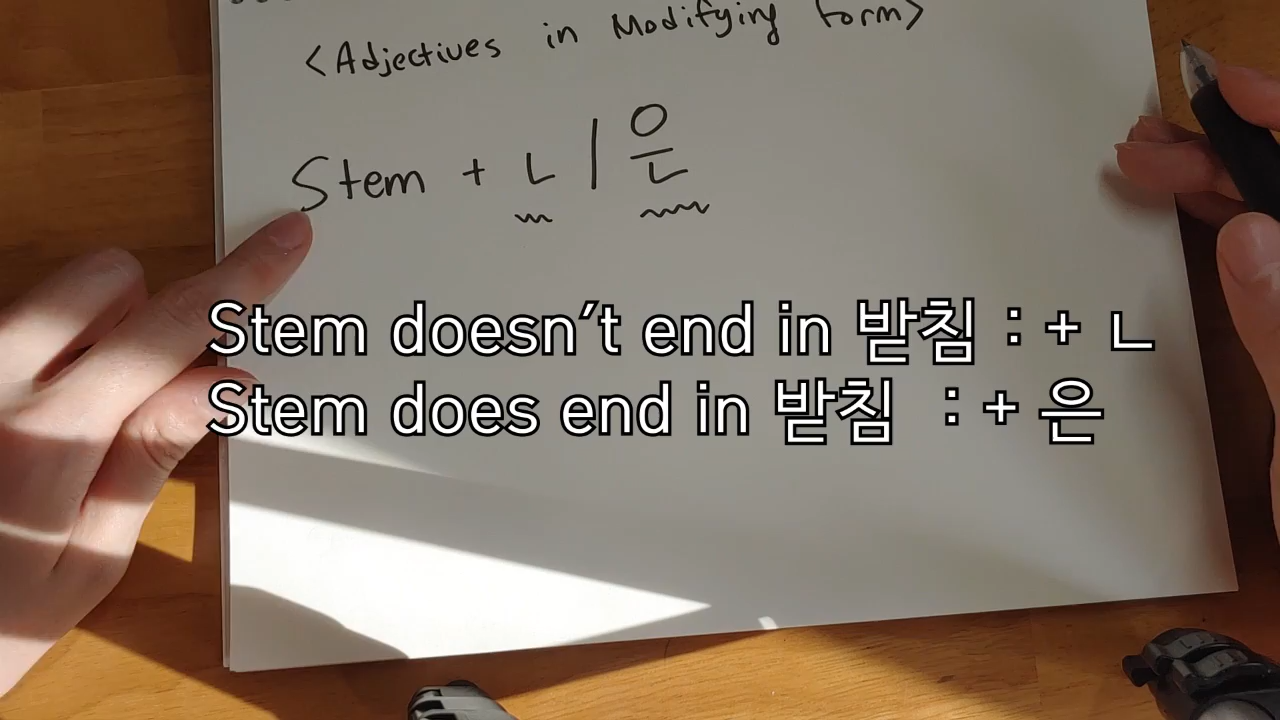 <Adjectives in Modifying form>
Stem + ㄴ / 은
Stem doesn't end in 받침 : + ㄴ
Stem does end in 받침 : + 은